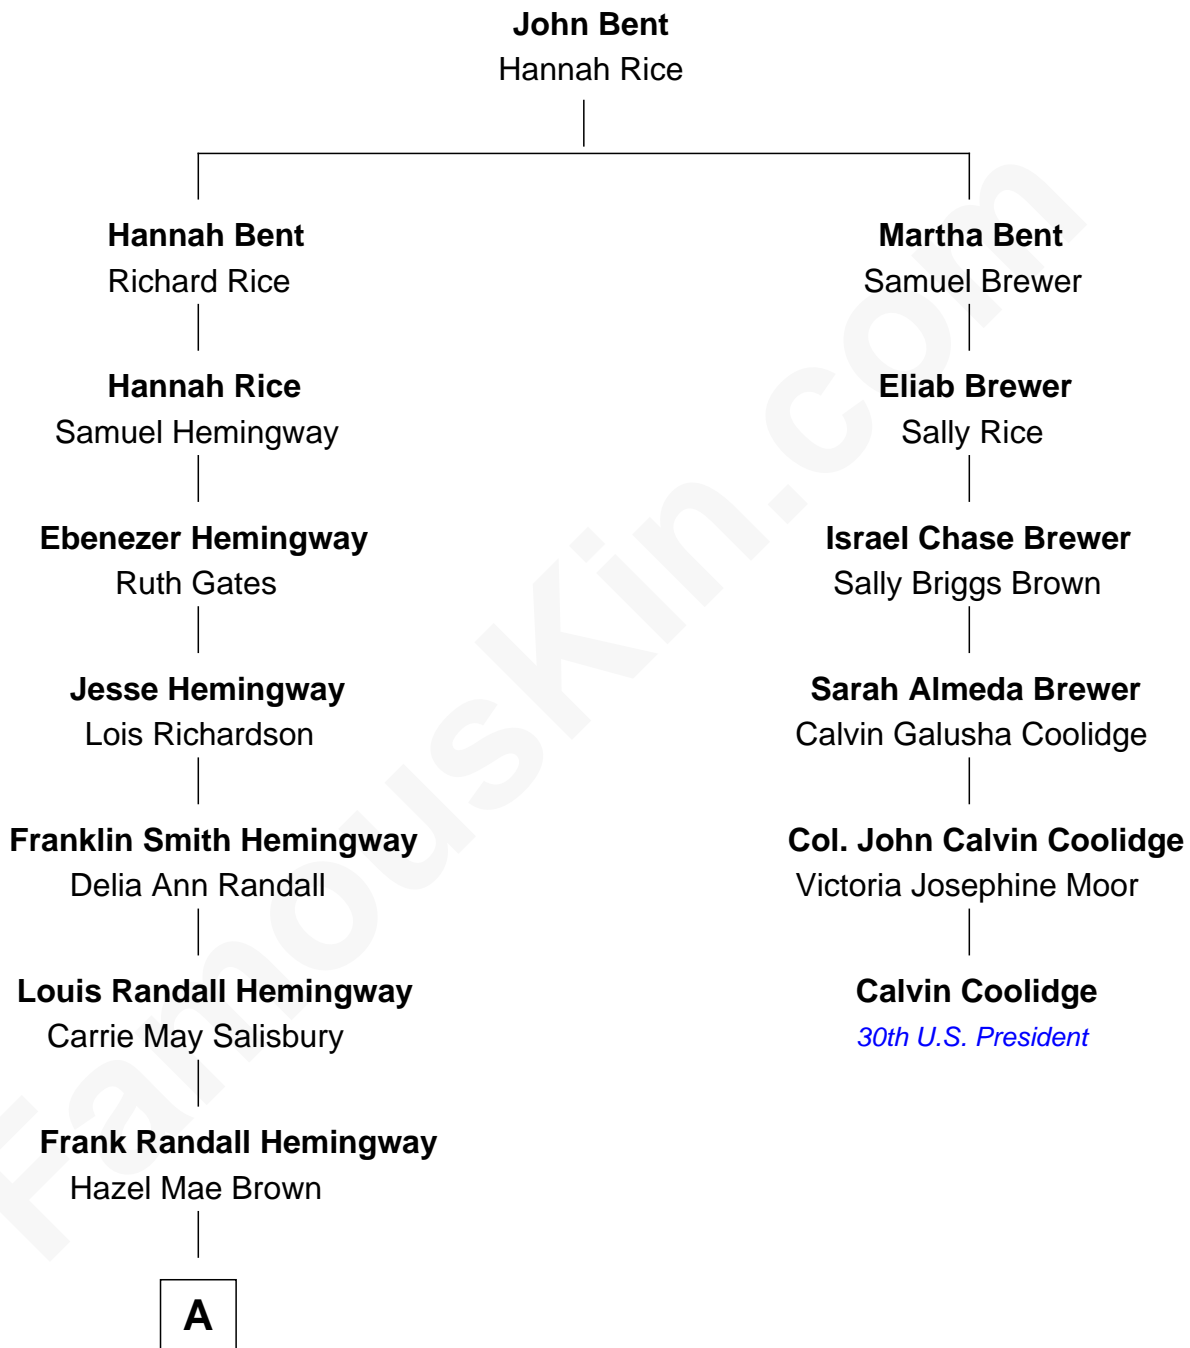 John Bent
Hannah Rice
Hannah Bent
Richard Rice
Martha Bent
Samuel Brewer
Hannah Rice
Samuel Hemingway
Eliab Brewer
Sally Rice
Ebenezer Hemingway
Ruth Gates
Israel Chase Brewer
Sally Briggs Brown
Jesse Hemingway
Lois Richardson
Sarah Almeda Brewer
Calvin Galusha Coolidge
Franklin Smith Hemingway
Delia Ann Randall
Col. John Calvin Coolidge
Victoria Josephine Moor
Louis Randall Hemingway
Carrie May Salisbury
Calvin Coolidge
30th U.S. President
Frank Randall Hemingway
Hazel Mae Brown
A
FamousKin.com